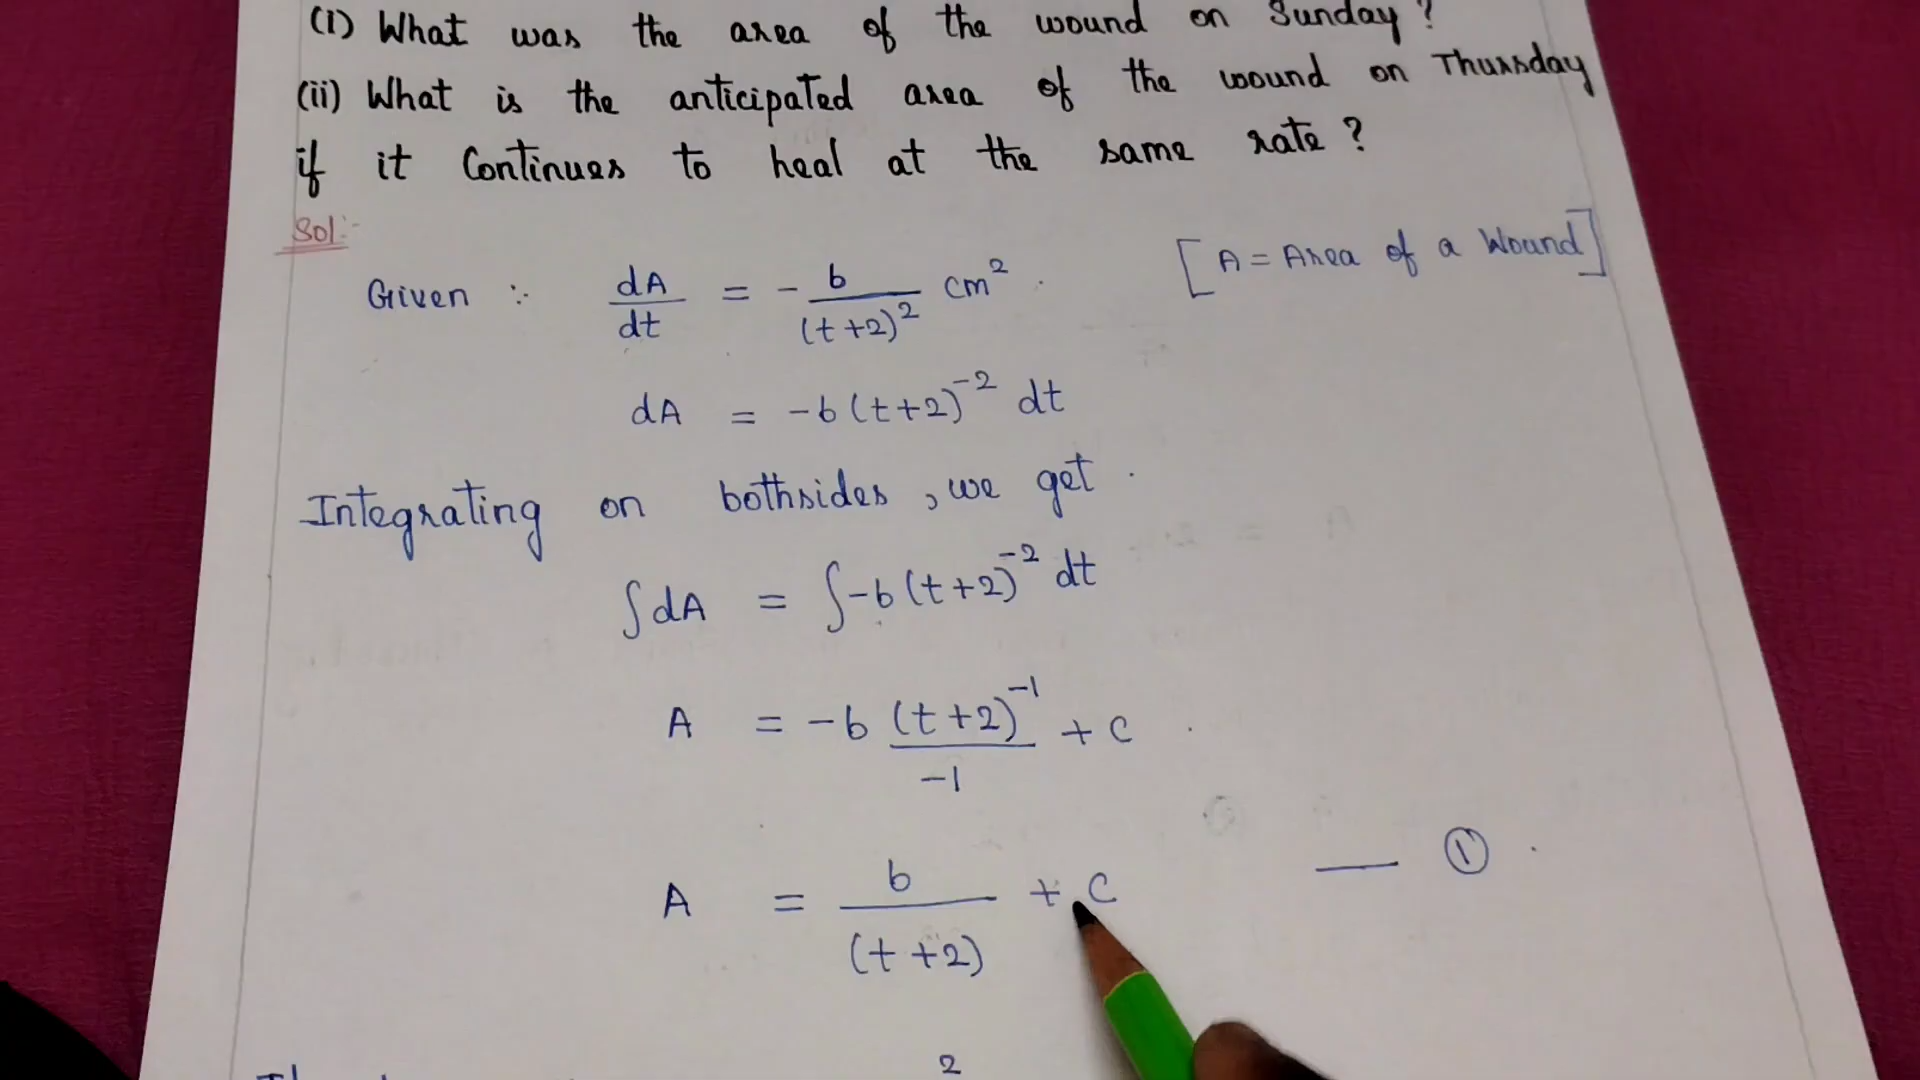 (i) What was the area of the wound on Sunday ?
(ii) What is the anticipated area of the wound on Thursday
if it Continues to heal at the same rate ?
Sol:-
Given :- dA/dt = - 6/(t+2)² cm² [A = Area of a Wound]
dA = -6(t+2)⁻² dt
Integrating on bothsides, we get
∫dA = ∫-6(t+2)⁻² dt
A = -6 (t+2)⁻¹/-1 + C
A = 6/(t+2) + C — ①
2